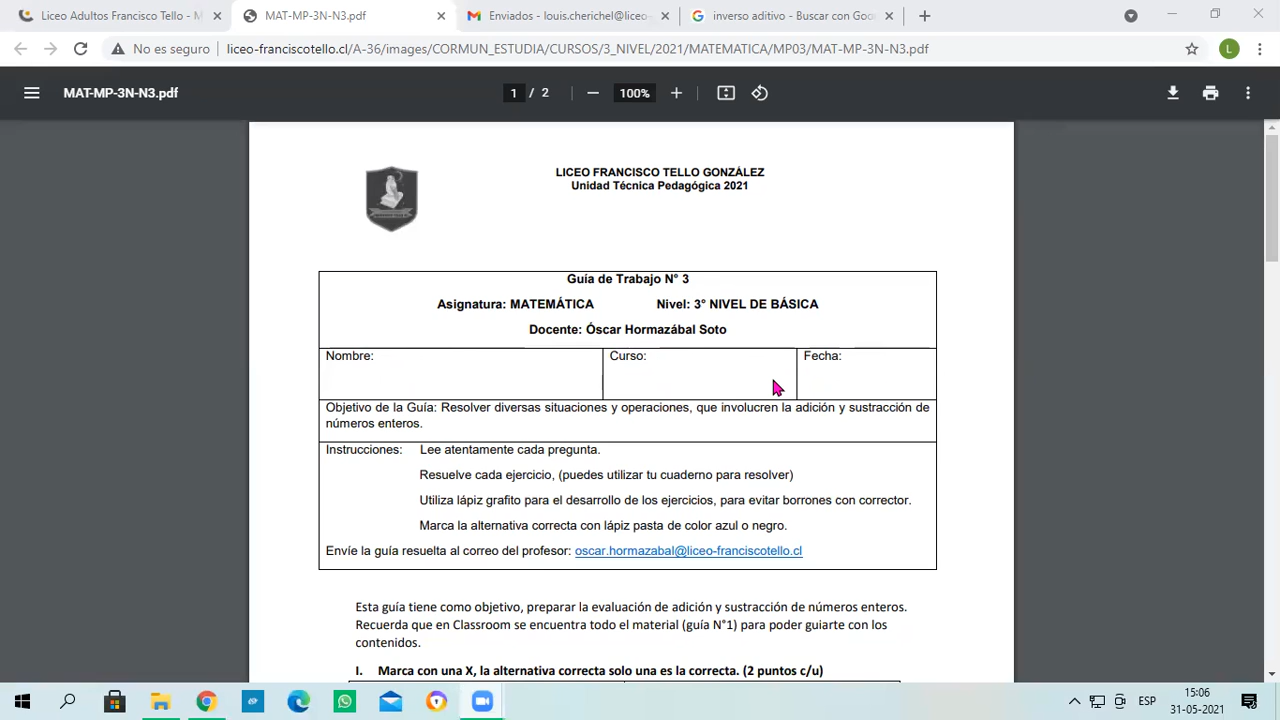 Liceo Adultos Francisco Tello - M
MAT-MP-3N-N3.pdf
Enviados - louis.cherichel@liceo-
inverso aditivo - Buscar con Goo
No es seguro
liceo-franciscotello.cl/A-36/images/CORMUN_ESTUDIA/CURSOS/3_NIVEL/2021/MATEMATICA/MP03/MAT-MP-3N-N3.pdf
L
MAT-MP-3N-N3.pdf
1 / 2
100%
LICEO FRANCISCO TELLO GONZÁLEZ
Unidad Técnica Pedagógica 2021
Guía de Trabajo N° 3
Asignatura: MATEMÁTICA Nivel: 3° NIVEL DE BÁSICA
Docente: Óscar Hormazábal Soto
Nombre: Curso: Fecha:
Objetivo de la Guía: Resolver diversas situaciones y operaciones, que involucren la adición y sustracción de
números enteros.
Instrucciones: Lee atentamente cada pregunta.
Resuelve cada ejercicio, (puedes utilizar tu cuaderno para resolver)
Utiliza lápiz grafito para el desarrollo de los ejercicios, para evitar borrones con corrector.
Marca la alternativa correcta con lápiz pasta de color azul o negro.
Envíe la guía resuelta al correo del profesor: oscar.hormazabal@liceo-franciscotello.cl
Esta guía tiene como objetivo, preparar la evaluación de adición y sustracción de números enteros.
Recuerda que en Classroom se encuentra todo el material (guía N°1) para poder guiarte con los
contenidos.
I. Marca con una X, la alternativa correcta solo una es la correcta. (2 puntos c/u)
ESP
15:06
31-05-2021